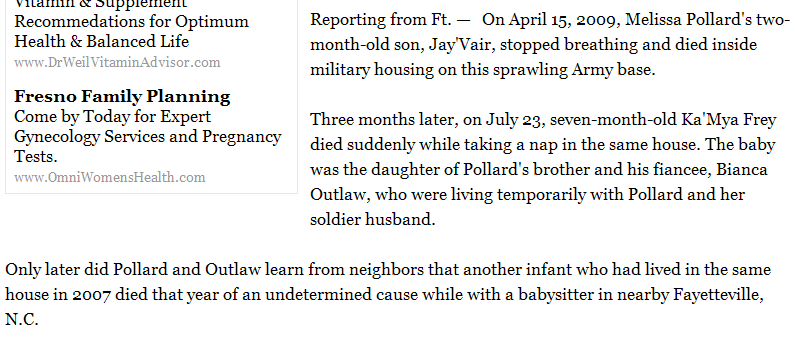 Vitamin & Supplement
Recommedations for Optimum
Health & Balanced Life
www.DrWeilVitaminAdvisor.com
Fresno Family Planning
Come by Today for Expert
Gynecology Services and Pregnancy
Tests.
www.OmniWomensHealth.com
Reporting from Ft. — On April 15, 2009, Melissa Pollard's two-
month-old son, Jay'Vair, stopped breathing and died inside
military housing on this sprawling Army base.
Three months later, on July 23, seven-month-old Ka'Mya Frey
died suddenly while taking a nap in the same house. The baby
was the daughter of Pollard's brother and his fiancee, Bianca
Outlaw, who were living temporarily with Pollard and her
soldier husband.
Only later did Pollard and Outlaw learn from neighbors that another infant who had lived in the same
house in 2007 died that year of an undetermined cause while with a babysitter in nearby Fayetteville,
N.C.